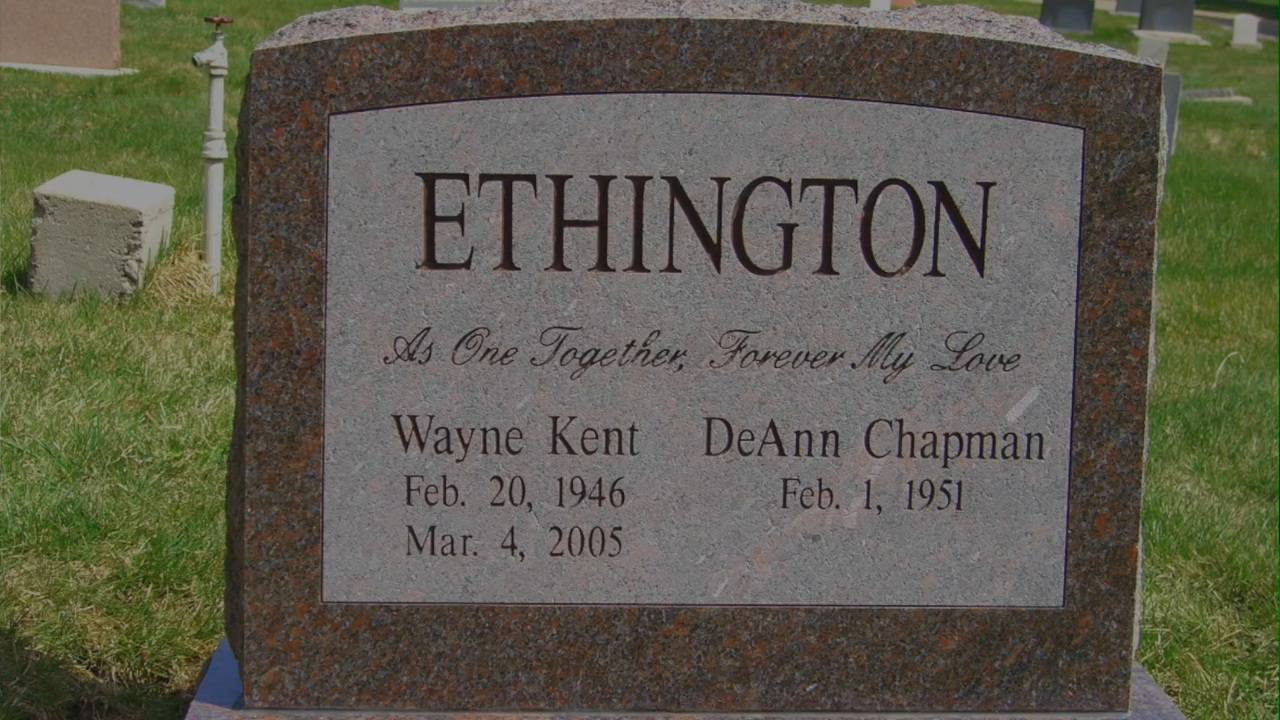 ETHINGTON
As One Together, Forever My Love
Wayne Kent DeAnn Chapman
Feb. 20, 1946 Feb. 1, 1951
Mar. 4, 2005